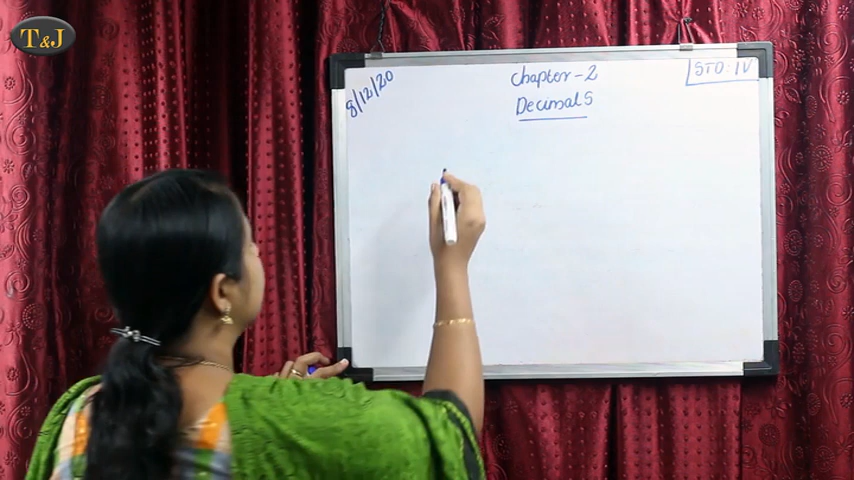 T&J
8/12/20
Chapter-2
STD: IV
Decimals